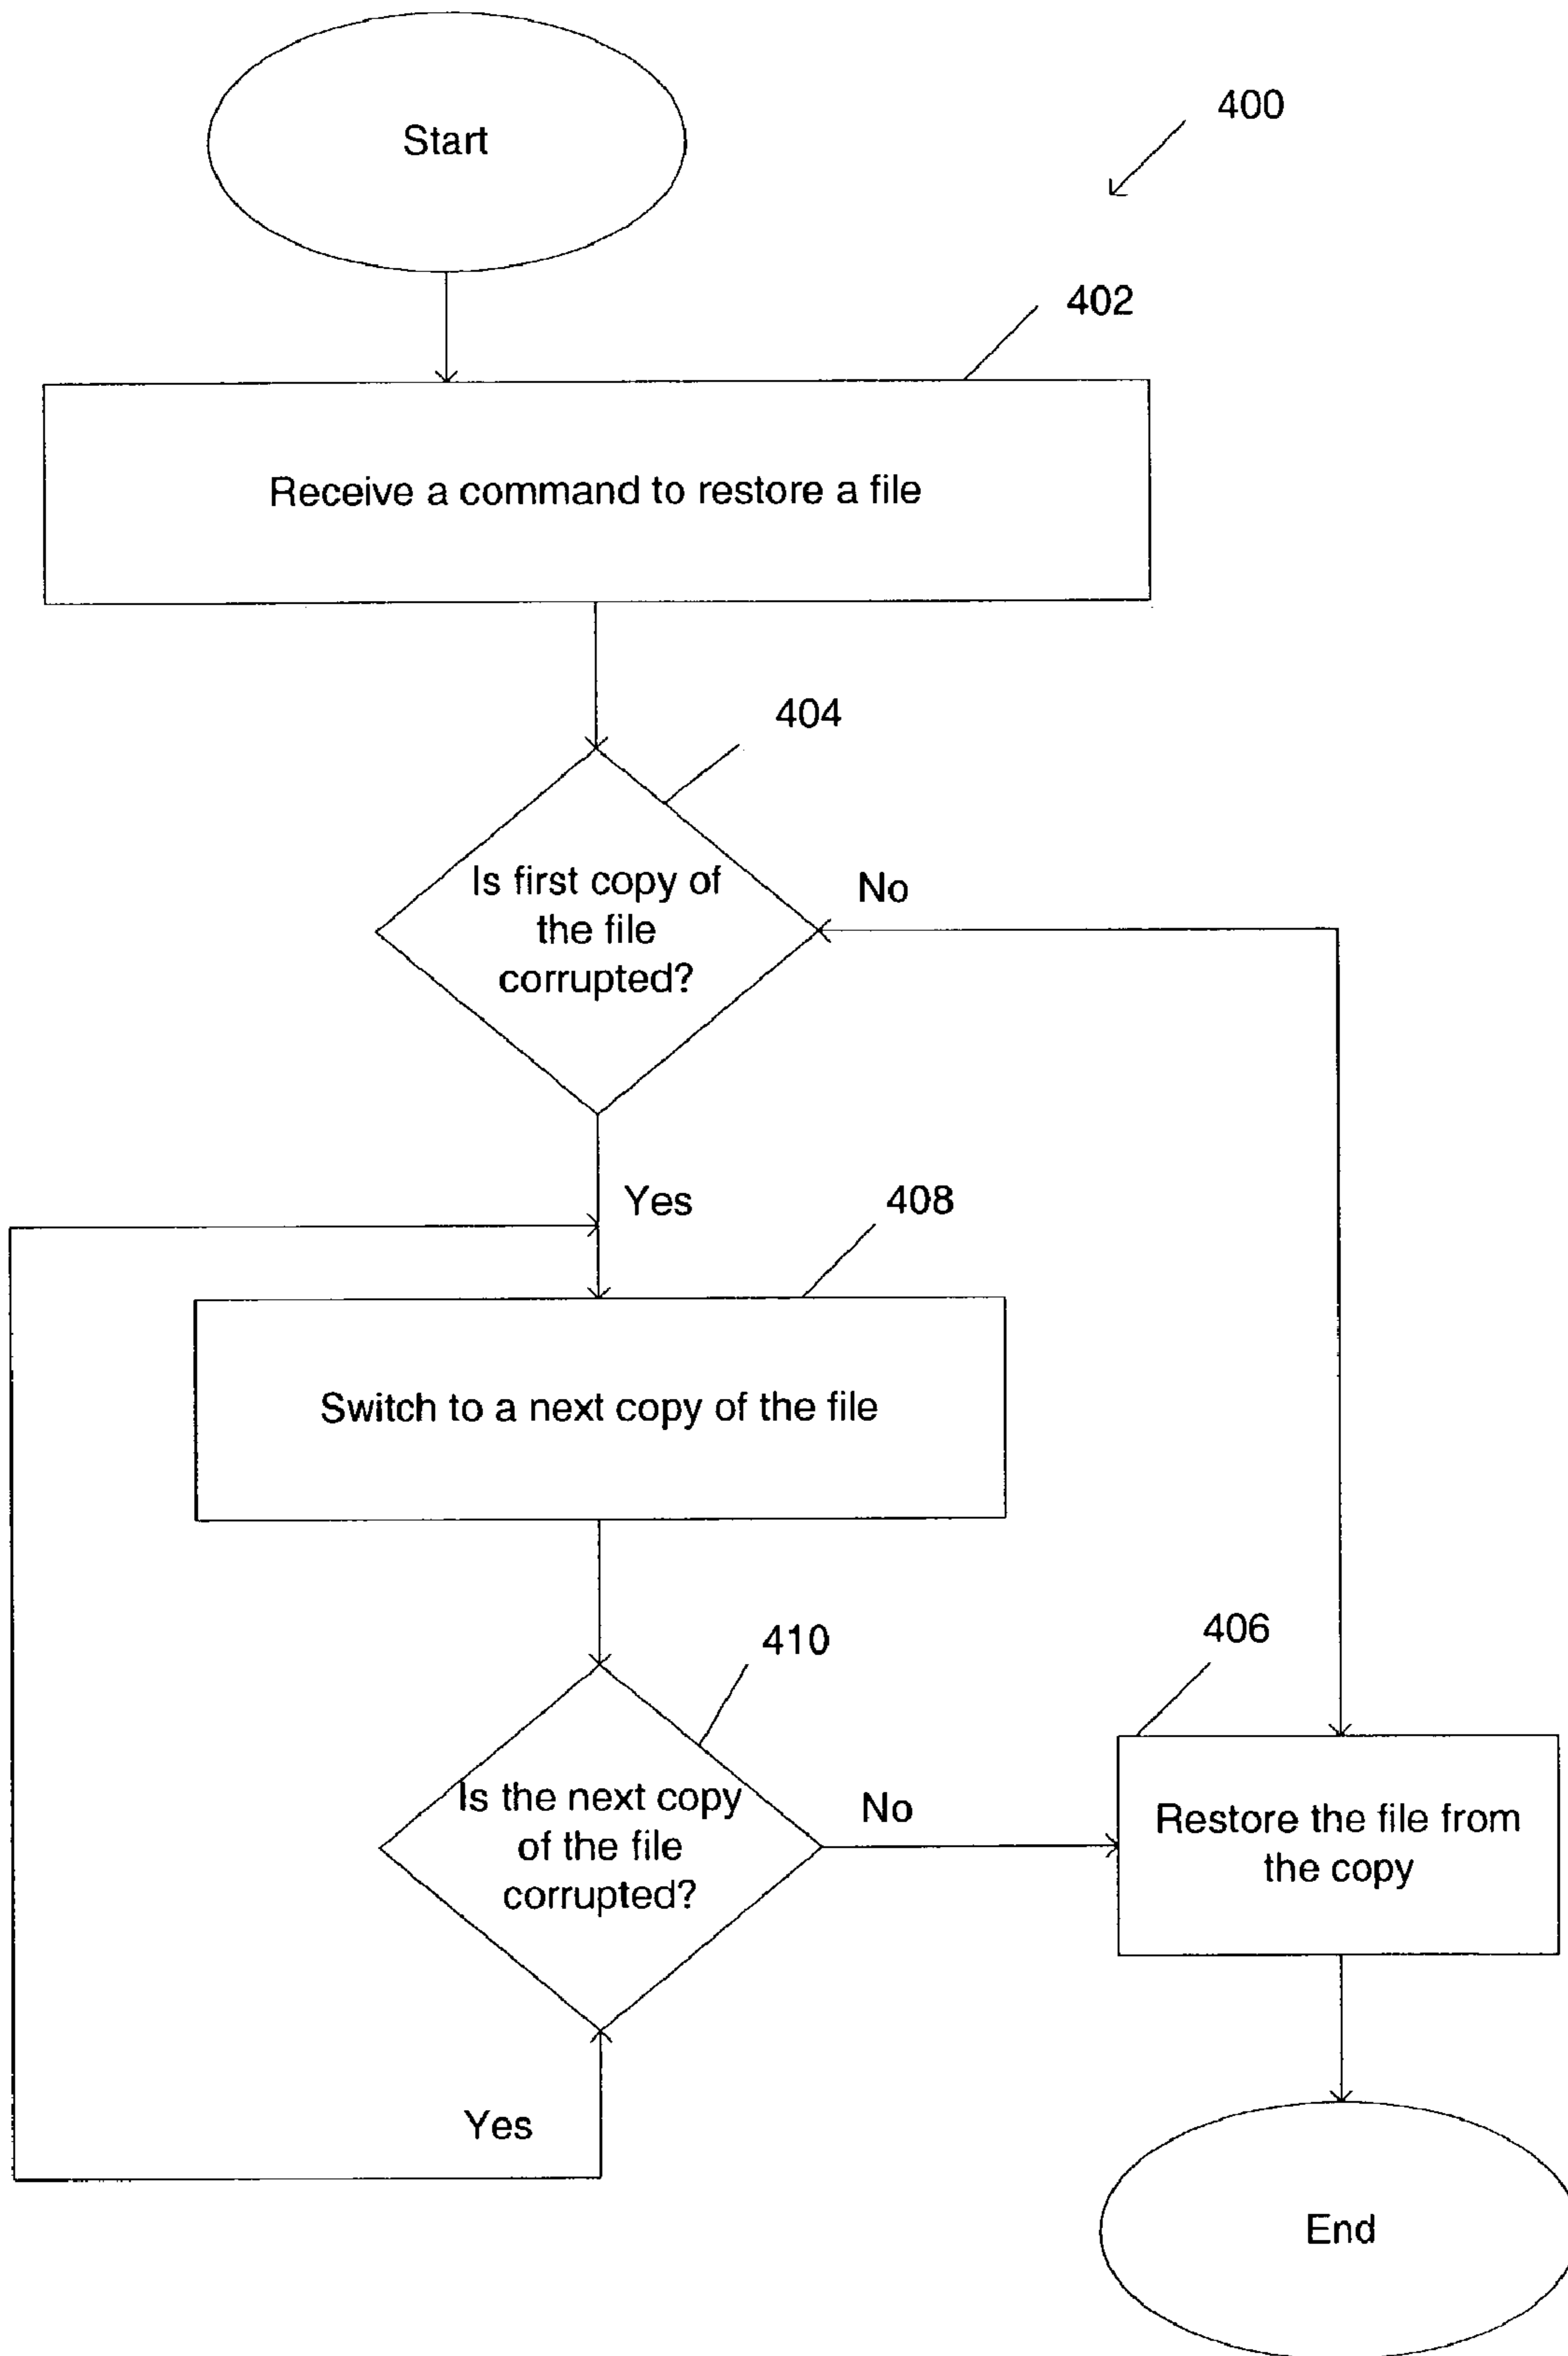 Start
400
402
Receive a command to restore a file
404
Is first copy of
the file
corrupted?
No
Yes
408
Switch to a next copy of the file
410
406
Is the next copy
of the file
corrupted?
No
Restore the file from
the copy
Yes
End